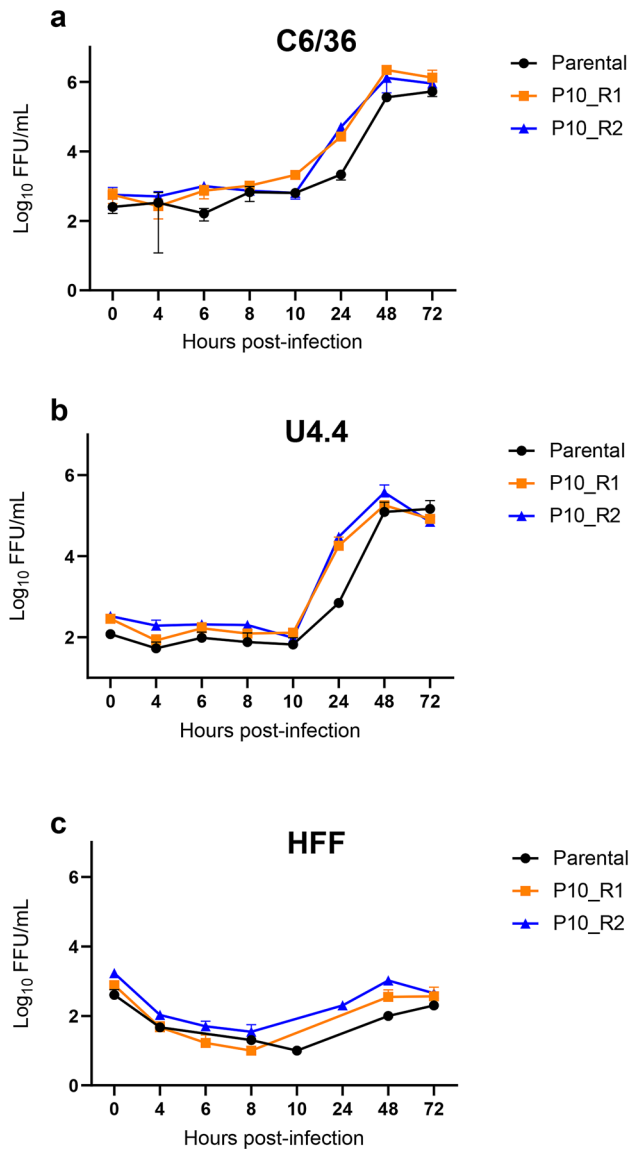 a
C6/36
Log10 FFU/mL
6
4
2
0
0 4 6 8 10 24 48 72
Hours post-infection
Parental
P10_R1
P10_R2
b
U4.4
Log10 FFU/mL
6
4
2
0 4 6 8 10 24 48 72
Hours post-infection
Parental
P10_R1
P10_R2
c
HFF
Log10 FFU/mL
6
4
2
0
0 4 6 8 10 24 48 72
Hours post-infection
Parental
P10_R1
P10_R2